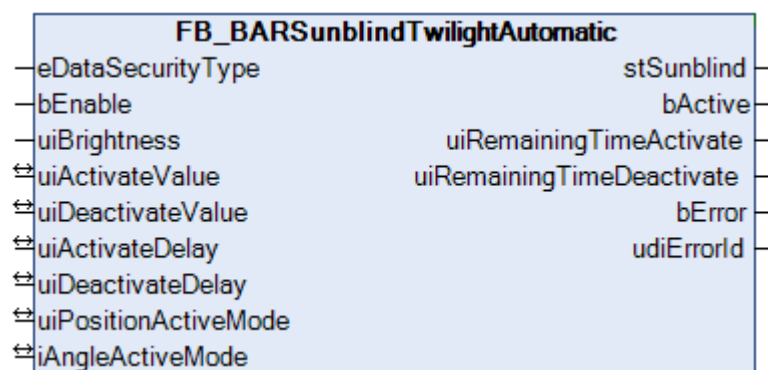 FB_BARSunblindTwilightAutomatic
eDataSecurityType stSunblind
bEnable bActive
uiBrightness uiRemainingTimeActivate
uiActivateValue uiRemainingTimeDeactivate
uiDeactivateValue bError
uiActivateDelay udiErrorId
uiDeactivateDelay
uiPositionActiveMode
iAngleActiveMode